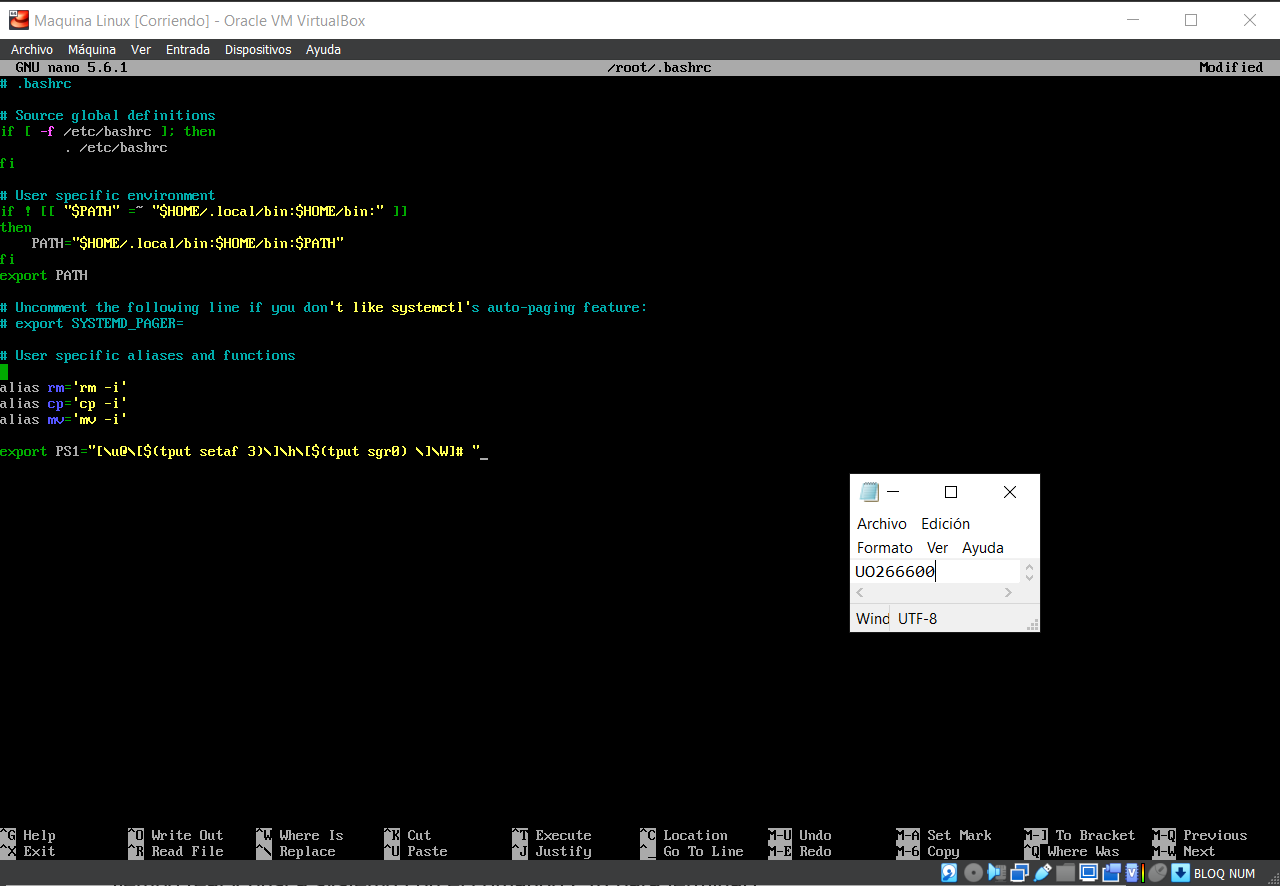 Maquina Linux [Corriendo] - Oracle VM VirtualBox
Archivo Máquina Ver Entrada Dispositivos Ayuda
GNU nano 5.6.1 /root/.bashrc Modified
# .bashrc
# Source global definitions
if [ -f /etc/bashrc ]; then
        . /etc/bashrc
fi
# User specific environment
if ! [[ "$PATH" =~ "$HOME/.local/bin:$HOME/bin:" ]]
then
    PATH="$HOME/.local/bin:$HOME/bin:$PATH"
fi
export PATH
# Uncomment the following line if you don't like systemctl's auto-paging feature:
# export SYSTEMD_PAGER=
# User specific aliases and functions
alias rm='rm -i'
alias cp='cp -i'
alias mv='mv -i'
export PS1="[\u@\[$(tput setaf 3)\]\h\[$(tput sgr0) \]\W]# "
Archivo Edición
Formato Ver Ayuda
UO266600
Wind UTF-8
^G Help ^O Write Out ^W Where Is ^K Cut ^T Execute ^C Location M-U Undo M-A Set Mark M-] To Bracket M-Q Previous
^X Exit ^R Read File ^\ Replace ^U Paste ^J Justify ^_ Go To Line M-E Redo M-6 Copy ^Q Where Was M-W Next
BLOQ NUM